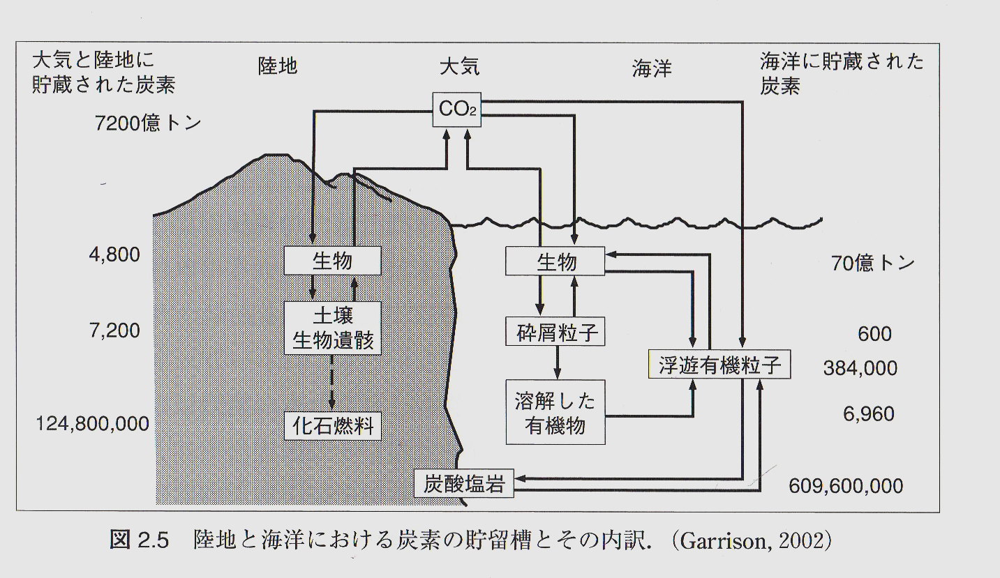 大気と陸地に
貯蔵された炭素
陸地
大気
海洋
海洋に貯蔵された
炭素
CO₂
7200億トン
4,800
生物
生物
70億トン
7,200
土壌
生物遺骸
砕屑粒子
600
浮遊有機粒子
384,000
124,800,000
化石燃料
溶解した
有機物
6,960
炭酸塩岩
609,600,000
図 2.5 陸地と海洋における炭素の貯留槽とその内訳. (Garrison, 2002)